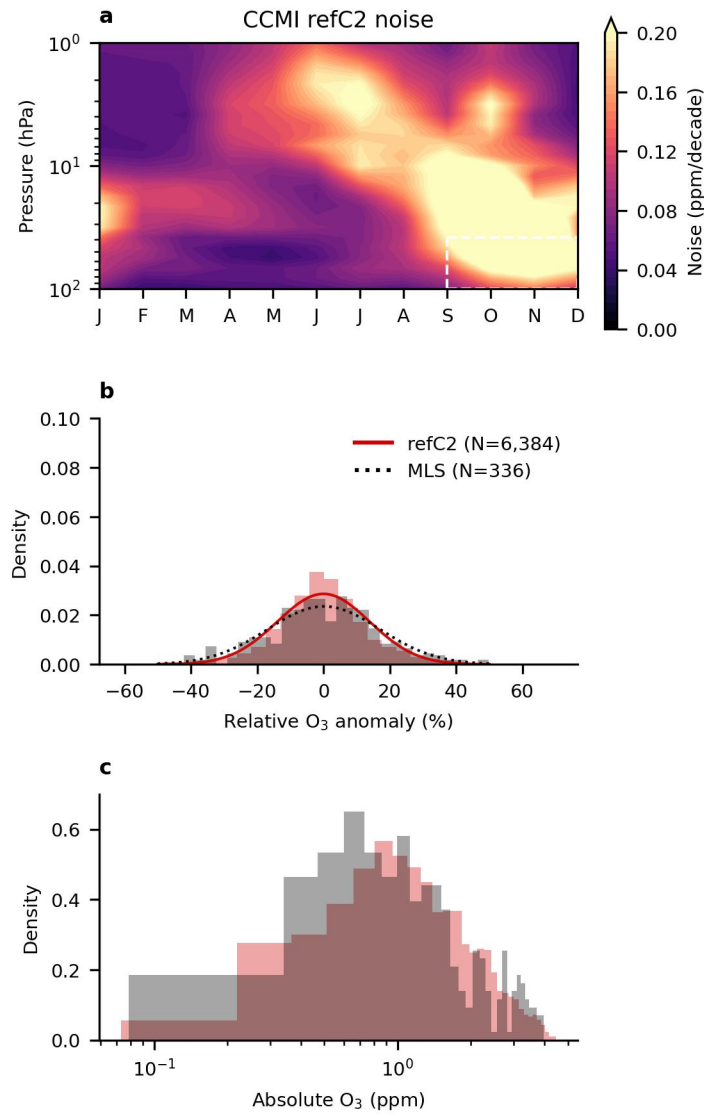 a
CCMI refC2 noise
Pressure (hPa)
10⁰
10¹
10²
J F M A M J J A S O N D
0.20
0.16
0.12
0.08
0.04
0.00
Noise (ppm/decade)
b
Density
0.10
0.08
0.06
0.04
0.02
0.00
refC2 (N=6,384)
MLS (N=336)
−60 −40 −20 0 20 40 60
Relative O₃ anomaly (%)
c
Density
0.6
0.4
0.2
0.0
10⁻¹ 10⁰
Absolute O₃ (ppm)